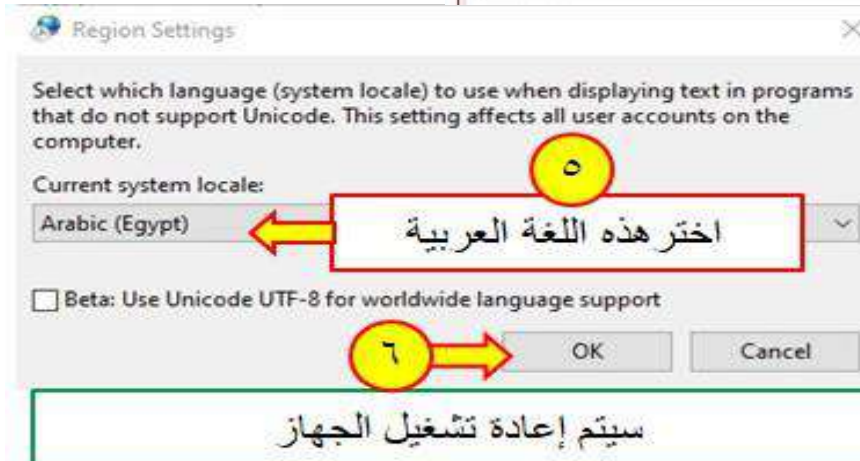 Region Settings
Select which language (system locale) to use when displaying text in programs
that do not support Unicode. This setting affects all user accounts on the
computer.
٥
Current system locale:
Arabic (Egypt)
اختر هذه اللغة العربية
Beta: Use Unicode UTF-8 for worldwide language support
٦
OK
Cancel
سيتم إعادة تشغيل الجهاز